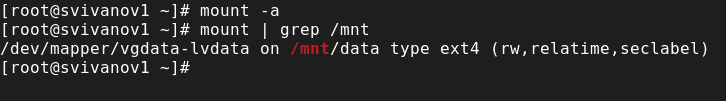 [root@svivanov1 ~]# mount -a
[root@svivanov1 ~]# mount | grep /mnt
/dev/mapper/vgdata-lvdata on /mnt/data type ext4 (rw,relatime,seclabel)
[root@svivanov1 ~]#